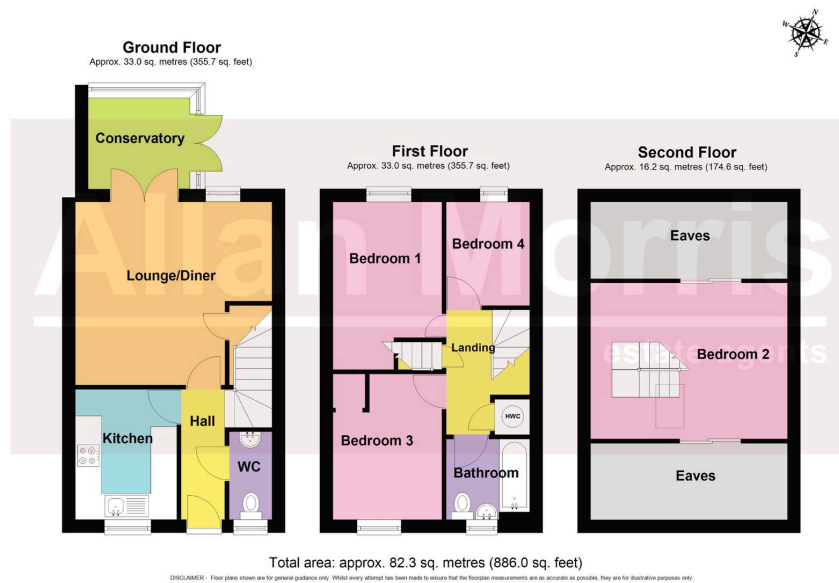 N
W
E
S
Ground Floor
Approx. 33.0 sq. metres (355.7 sq. feet)
Conservatory
Lounge/Diner
Kitchen
Hall
WC
First Floor
Approx. 33.0 sq. metres (355.7 sq. feet)
Bedroom 1
Bedroom 4
Landing
HWC
Bedroom 3
Bathroom
Second Floor
Approx. 16.2 sq. metres (174.6 sq. feet)
Eaves
Bedroom 2
Eaves
Allan Morris
estate agents
Total area: approx. 82.3 sq. metres (886.0 sq. feet)
DISCLAIMER - Floor plans shown are for general guidance only. Whilst every attempt has been made to ensure that the floorplan measurements are as accurate as possible, they are for illustrative purposes only.